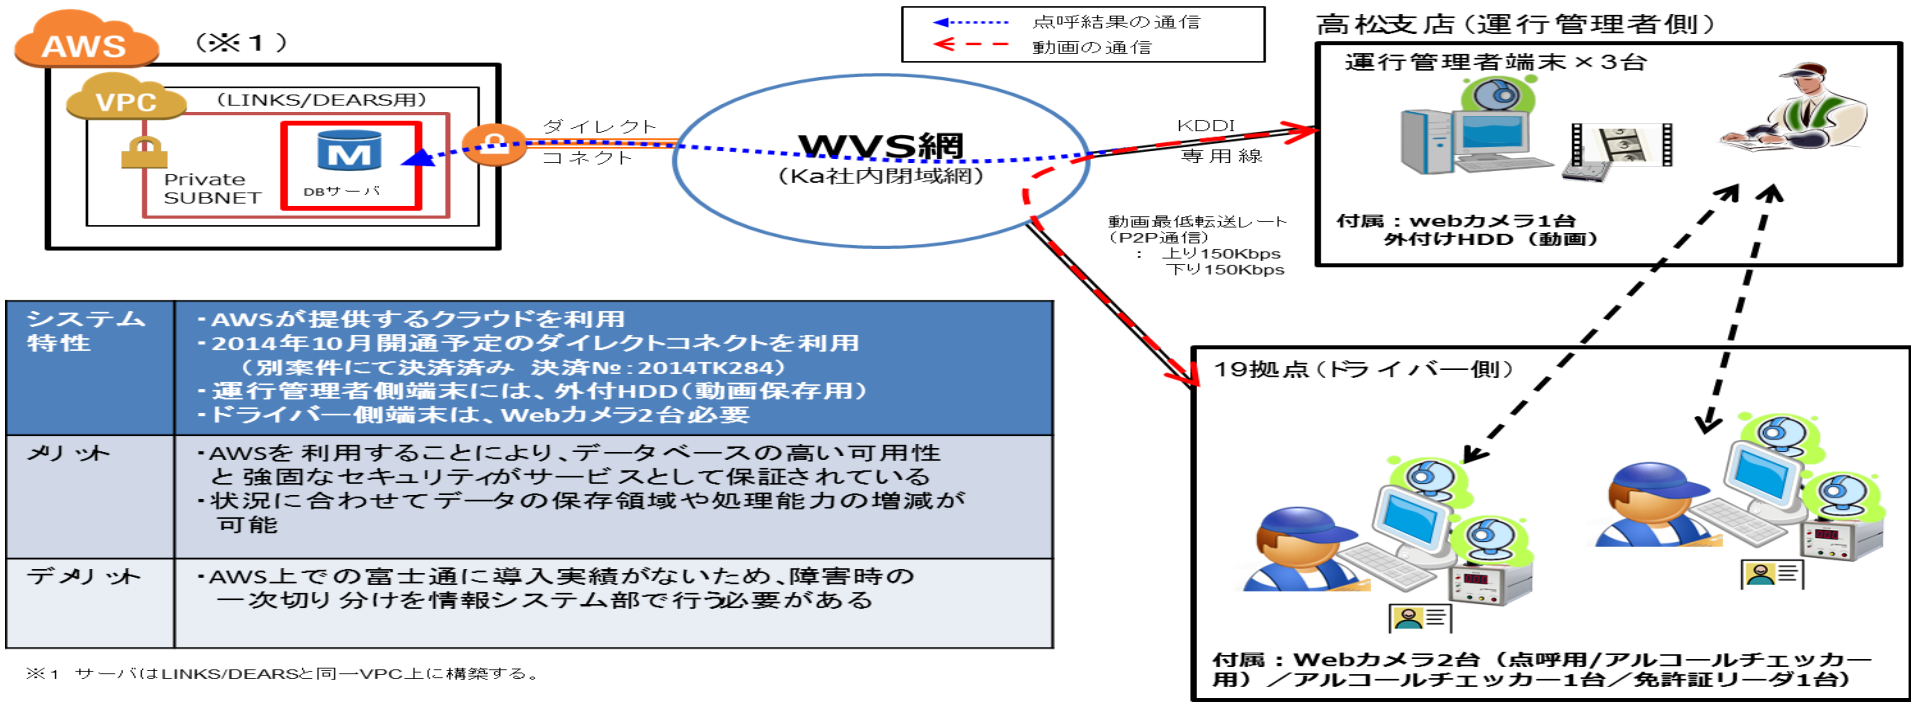 AWS
(※1)
点呼結果の通信
動画の通信
高松支店(運行管理者側)
運行管理者端末×3台
VPC
(LINKS/DEARS用)
M
DBサーバ
Private
SUBNET
ダイレクト
コネクト
WVS網
(Ka社内閉域網)
KDDI
専用線
付属：webカメラ1台
外付けHDD（動画）
動画最低転送レート
(P2P通信)
： 上り150Kbps
下り150Kbps
システム
特性
・AWSが提供するクラウドを利用
・2014年10月開通予定のダイレクトコネクトを利用
(別案件にて決済済み 決済№:2014TK284)
・運行管理者側端末には、外付HDD(動画保存用)
・ドライバー側端末は、Webカメラ2台必要
メリット
・AWSを利用することにより、データベースの高い可用性
と強固なセキュリティがサービスとして保証されている
・状況に合わせてデータの保存領域や処理能力の増減が
可能
デメリット
・AWS上での富士通に導入実績がないため、障害時の
一次切り分けを情報システム部で行う必要がある
※1 サーバはLINKS/DEARSと同一VPC上に構築する。
19拠点(ドライバー側)
付属：Webカメラ2台（点呼用/アルコールチェッカー
用）／アルコールチェッカー1台／免許証リーダ1台）